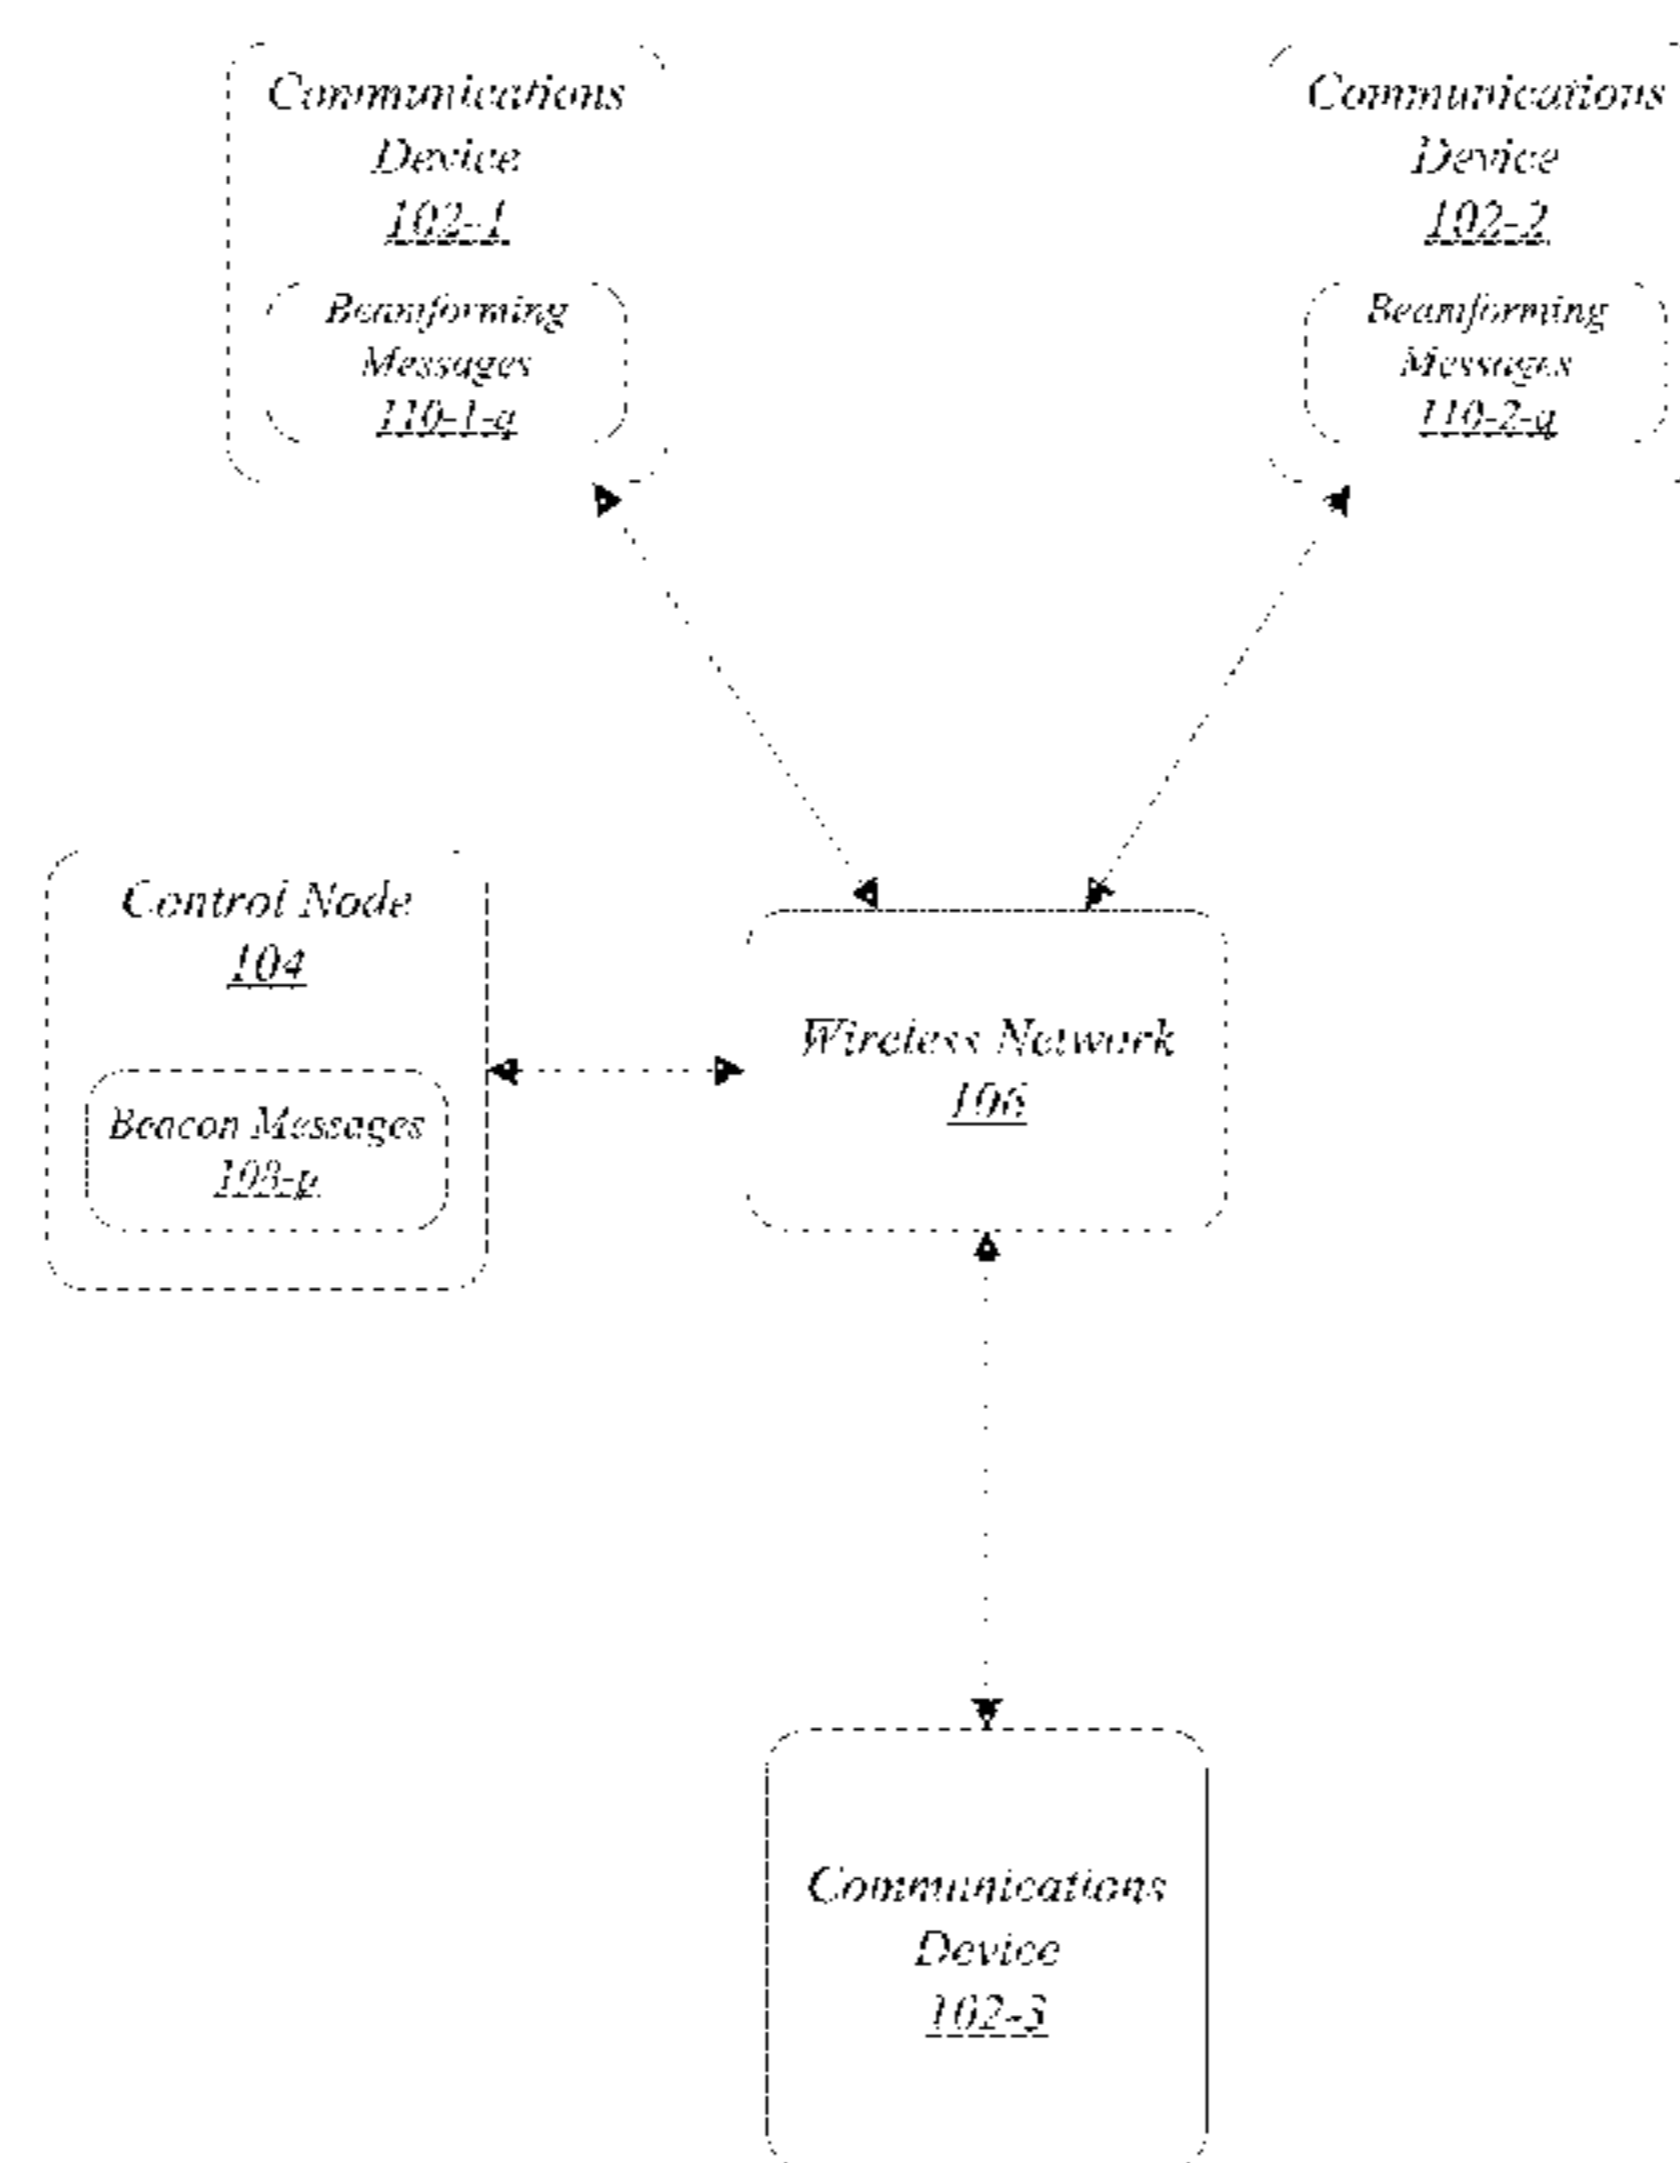 Communications
Device
102-1
Beamforming
Messages
110-1-q
Communications
Device
102-2
Beamforming
Messages
110-2-q
Control Node
104
Beacon Messages
108-p
Wireless Network
106
Communications
Device
102-3